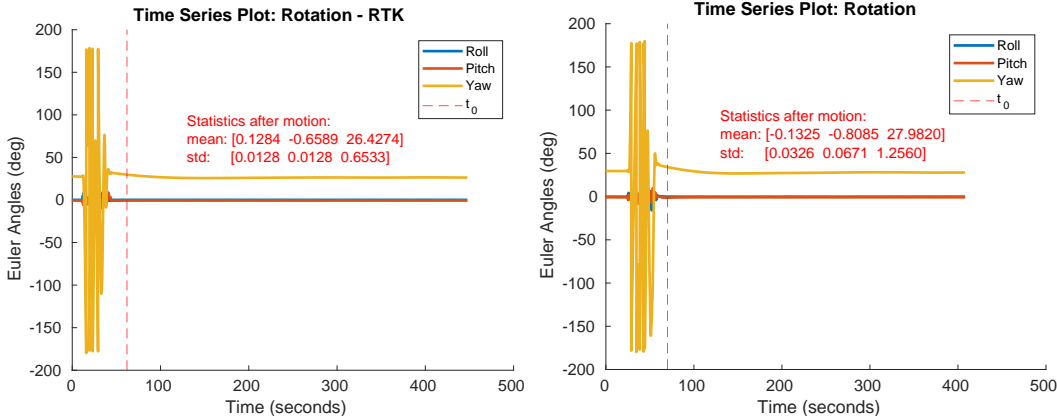 Time Series Plot: Rotation - RTK
200
150
100
50
0
-50
-100
-150
-200
0 100 200 300 400 500
Time (seconds)
Euler Angles (deg)
Roll
Pitch
Yaw
t0
Statistics after motion:
mean: [0.1284 -0.6589 26.4274]
std: [0.0128 0.0128 0.6533]
Time Series Plot: Rotation
200
150
100
50
0
-50
-100
-150
-200
0 100 200 300 400 500
Time (seconds)
Euler Angles (deg)
Roll
Pitch
Yaw
t0
Statistics after motion:
mean: [-0.1325 -0.8085 27.9820]
std: [0.0326 0.0671 1.2560]